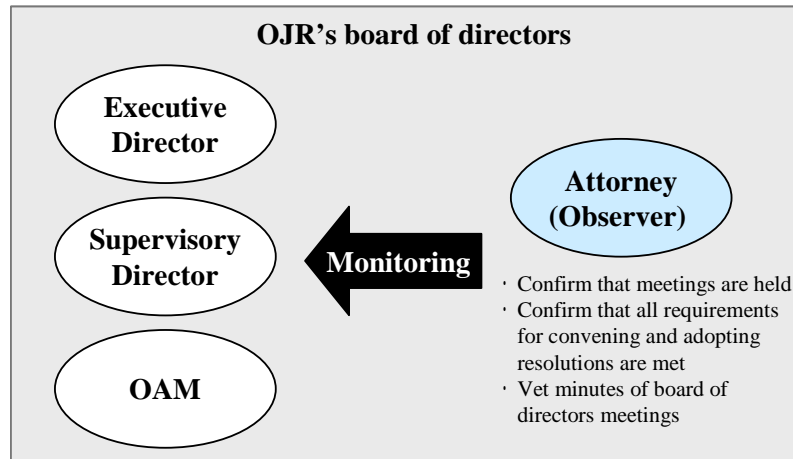 OJR’s board of directors
Executive
Director
Supervisory
Director
OAM
Monitoring
Attorney
(Observer)
· Confirm that meetings are held
· Confirm that all requirements
for convening and adopting
resolutions are met
· Vet minutes of board of
directors meetings